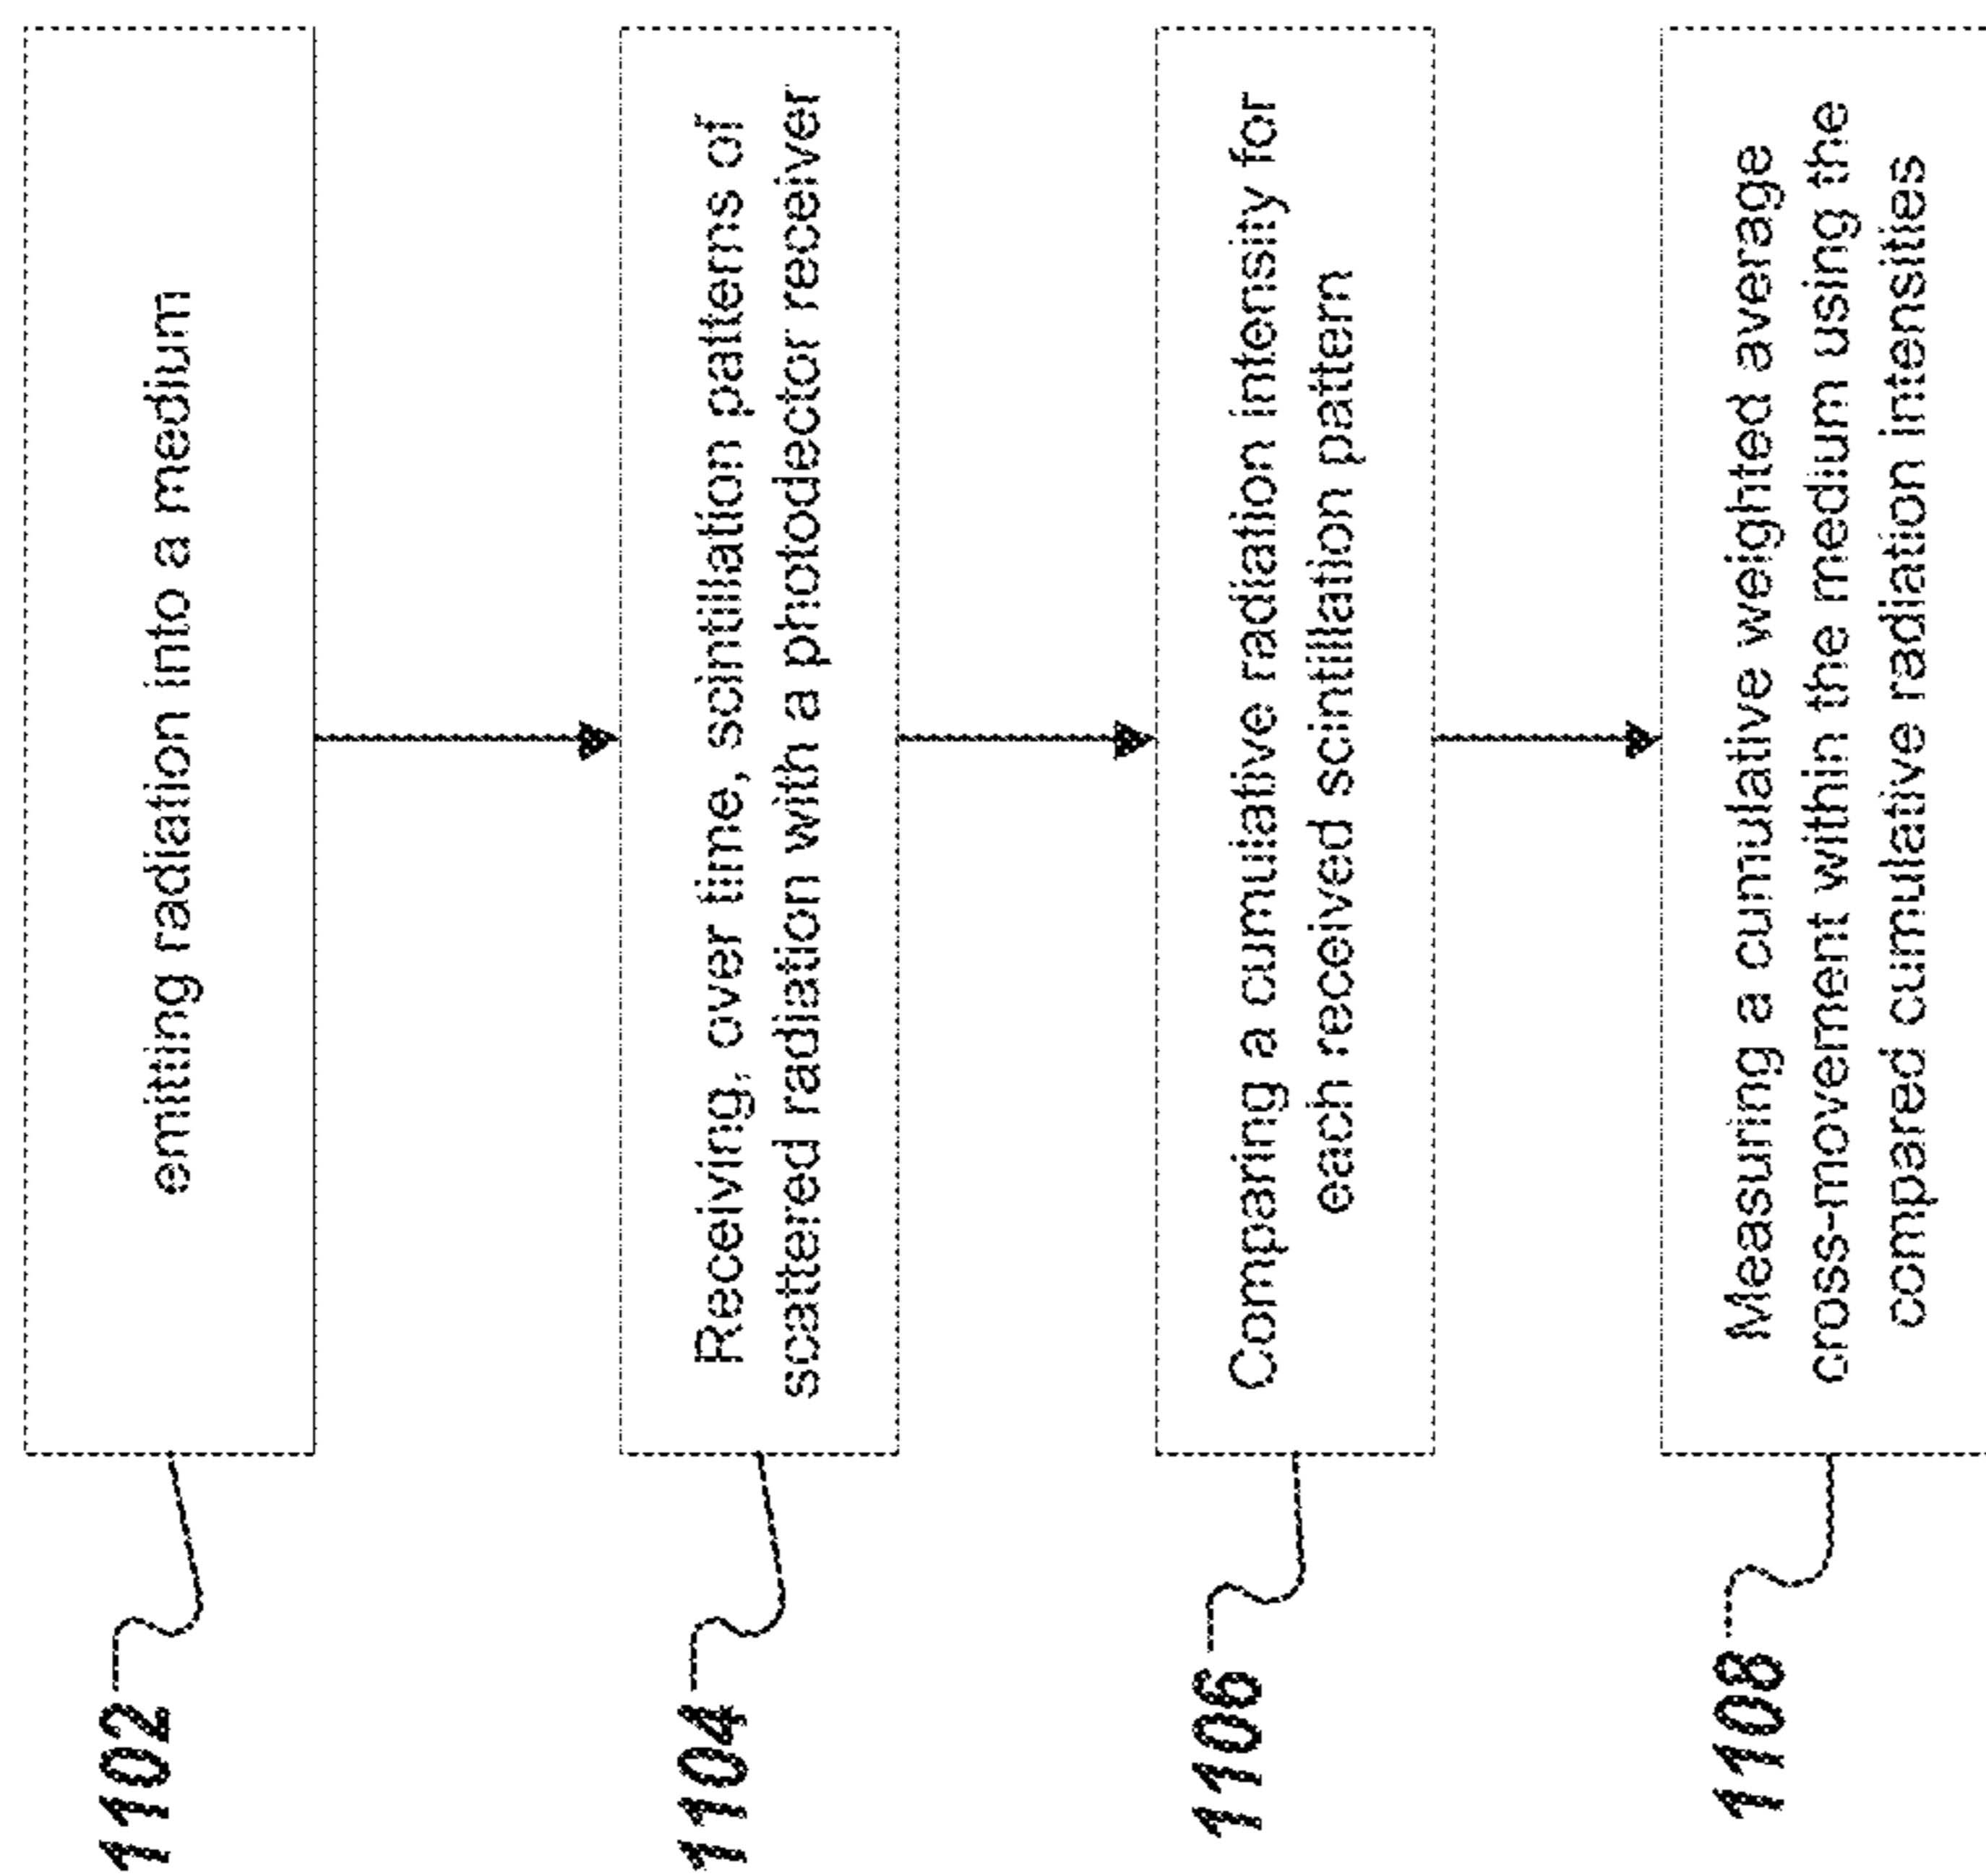 1102
emitting radiation into a medium
1104
Receiving, over time, scintillation patterns of
scattered radiation with a photodector receiver
1106
Comparing a cumulative radiation intensity for
each received scintillation pattern
1108
Measuring a cumulative weighted average
cross-movement within the medium using the
compared cumulative radiation intensities